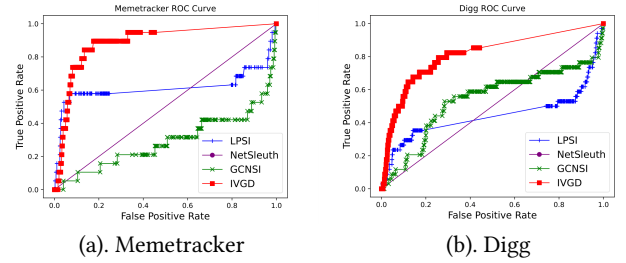 Memetracker ROC Curve
1.0
0.8
0.6
0.4
0.2
0.0
True Positive Rate
LPSI
NetSleuth
GCNSI
IVGD
0.0 0.2 0.4 0.6 0.8 1.0
False Positive Rate
(a). Memetracker
Digg ROC Curve
1.0
0.8
0.6
0.4
0.2
0.0
True Positive Rate
LPSI
NetSleuth
GCNSI
IVGD
0.0 0.2 0.4 0.6 0.8 1.0
False Positive Rate
(b). Digg